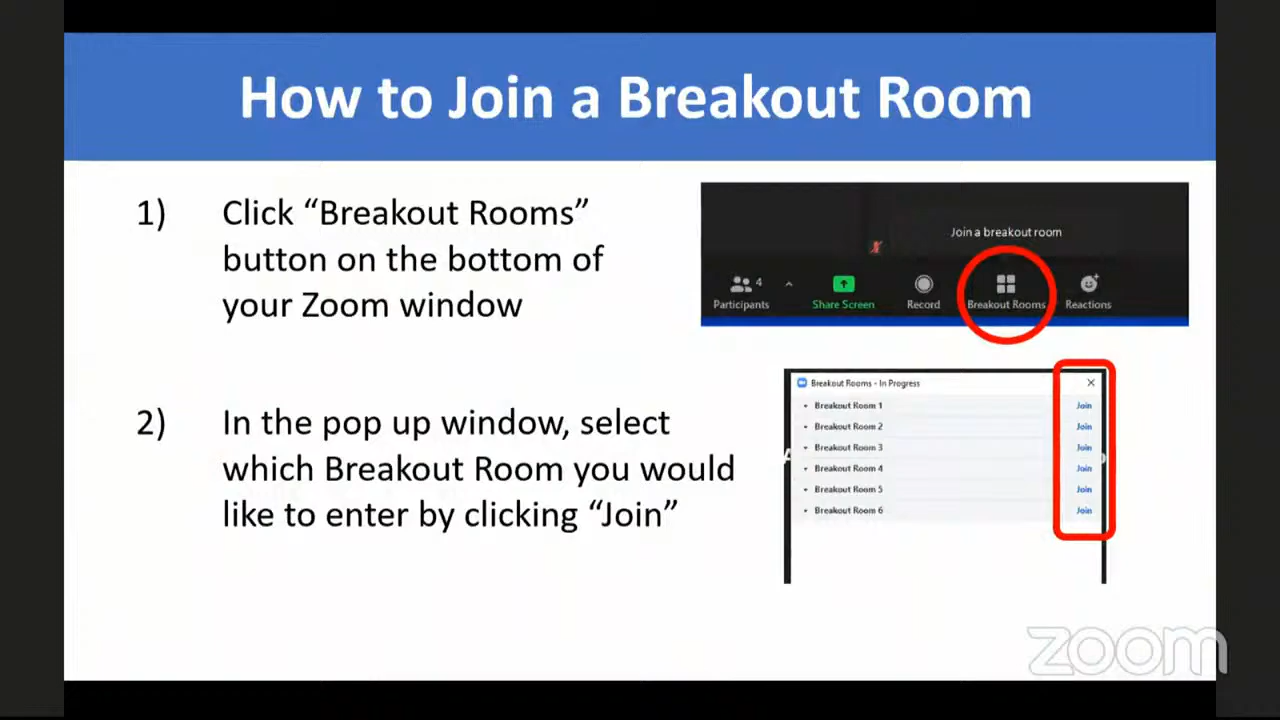 How to Join a Breakout Room
1) Click “Breakout Rooms”
button on the bottom of
your Zoom window
Join a breakout room
4
Participants Share Screen Record Breakout Rooms Reactions
2) In the pop up window, select
which Breakout Room you would
like to enter by clicking “Join”
Breakout Rooms - In Progress
Breakout Room 1 Join
Breakout Room 2 Join
Breakout Room 3 Join
Breakout Room 4 Join
Breakout Room 5 Join
Breakout Room 6 Join
zoom